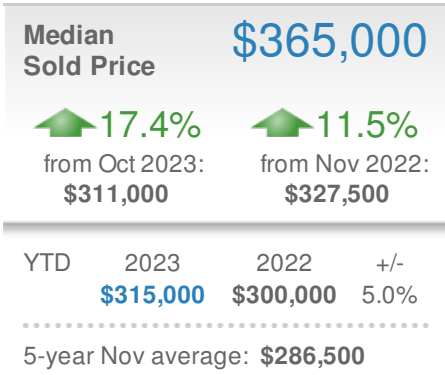 Median
Sold Price
$365,000
17.4%
from Oct 2023:
$311,000
11.5%
from Nov 2022:
$327,500
YTD 2023 2022 +/-
$315,000 $300,000 5.0%
5-year Nov average: $286,500